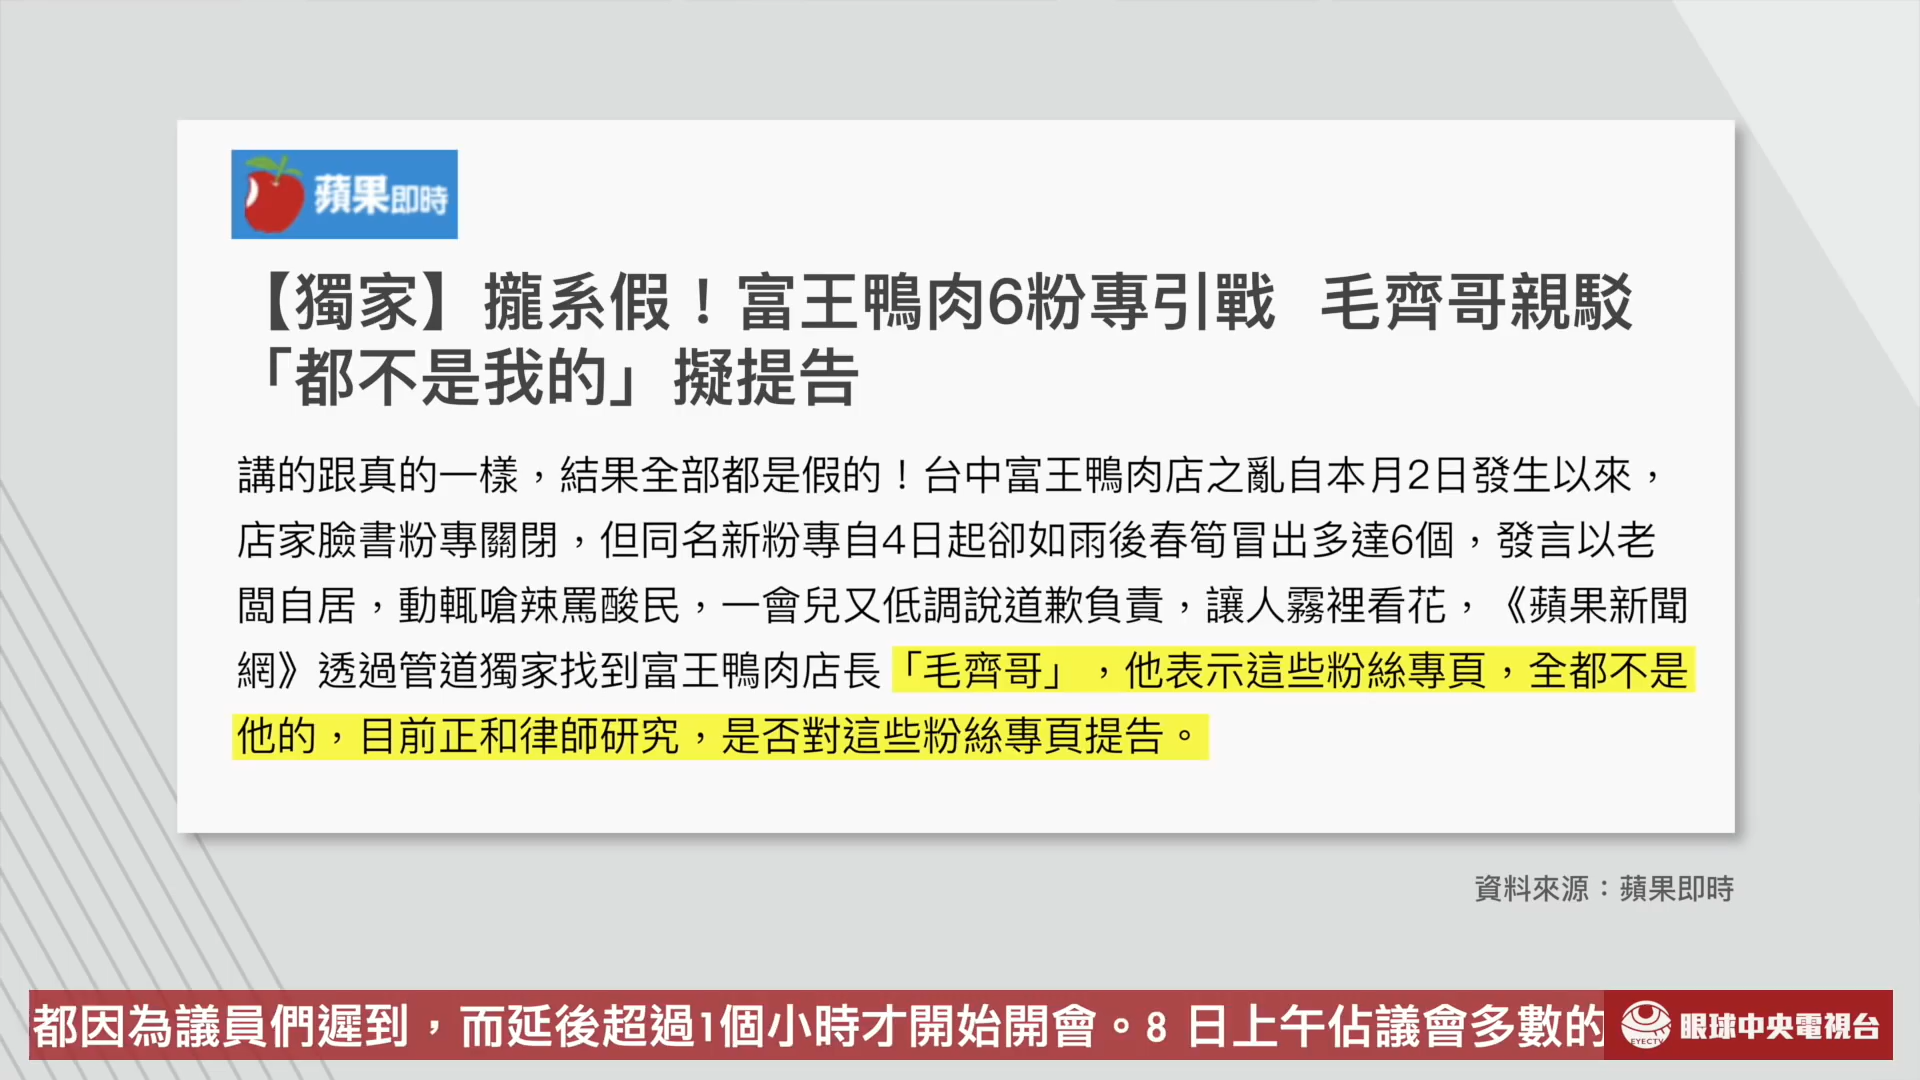 蘋果即時
【獨家】攏系假！富王鴨肉6粉專引戰 毛齊哥親駁
「都不是我的」擬提告
講的跟真的一樣，結果全部都是假的！台中富王鴨肉店之亂自本月2日發生以來，
店家臉書粉專關閉，但同名新粉專自4日起卻如雨後春筍冒出多達6個，發言以老
闆自居，動輒嗆辣罵酸民，一會兒又低調說道歉負責，讓人霧裡看花，《蘋果新聞
網》透過管道獨家找到富王鴨肉店長「毛齊哥」，他表示這些粉絲專頁，全都不是
他的，目前正和律師研究，是否對這些粉絲專頁提告。
資料來源：蘋果即時
都因為議員們遲到，而延後超過1個小時才開始開會。8 日上午佔議會多數的
EYECTV
眼球中央電視台